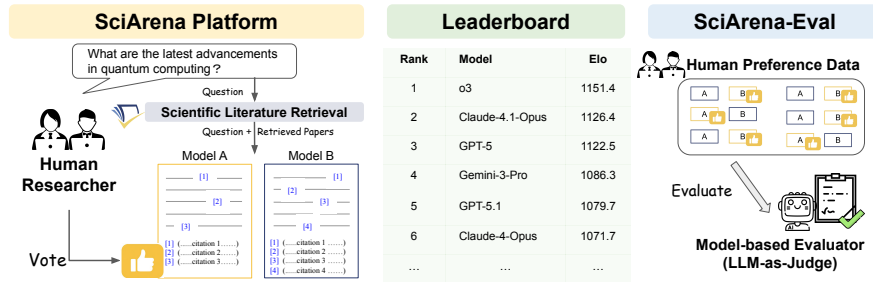 SciArena Platform
What are the latest advancements
in quantum computing ?
Question
Scientific Literature Retrieval
Question + Retrieved Papers
Human
Researcher
Vote
Model A
[1]
[2]
[3]
[1] (......citation 1......)
[2] (......citation 2......)
[3] (......citation 3......)
Model B
[1]
[2]
[3]
[4]
[1] (......citation 1 ......)
[2] (......citation 2 ......)
[3] (......citation 3 ......)
[4] (......citation 4 ......)
Leaderboard
Rank Model Elo
1 o3 1151.4
2 Claude-4.1-Opus 1126.4
3 GPT-5 1122.5
4 Gemini-3-Pro 1086.3
5 GPT-5.1 1079.7
6 Claude-4-Opus 1071.7
... ... ...
SciArena-Eval
Human Preference Data
A B A B
A B A B
A B A B
Evaluate
AI
Model-based Evaluator
(LLM-as-Judge)